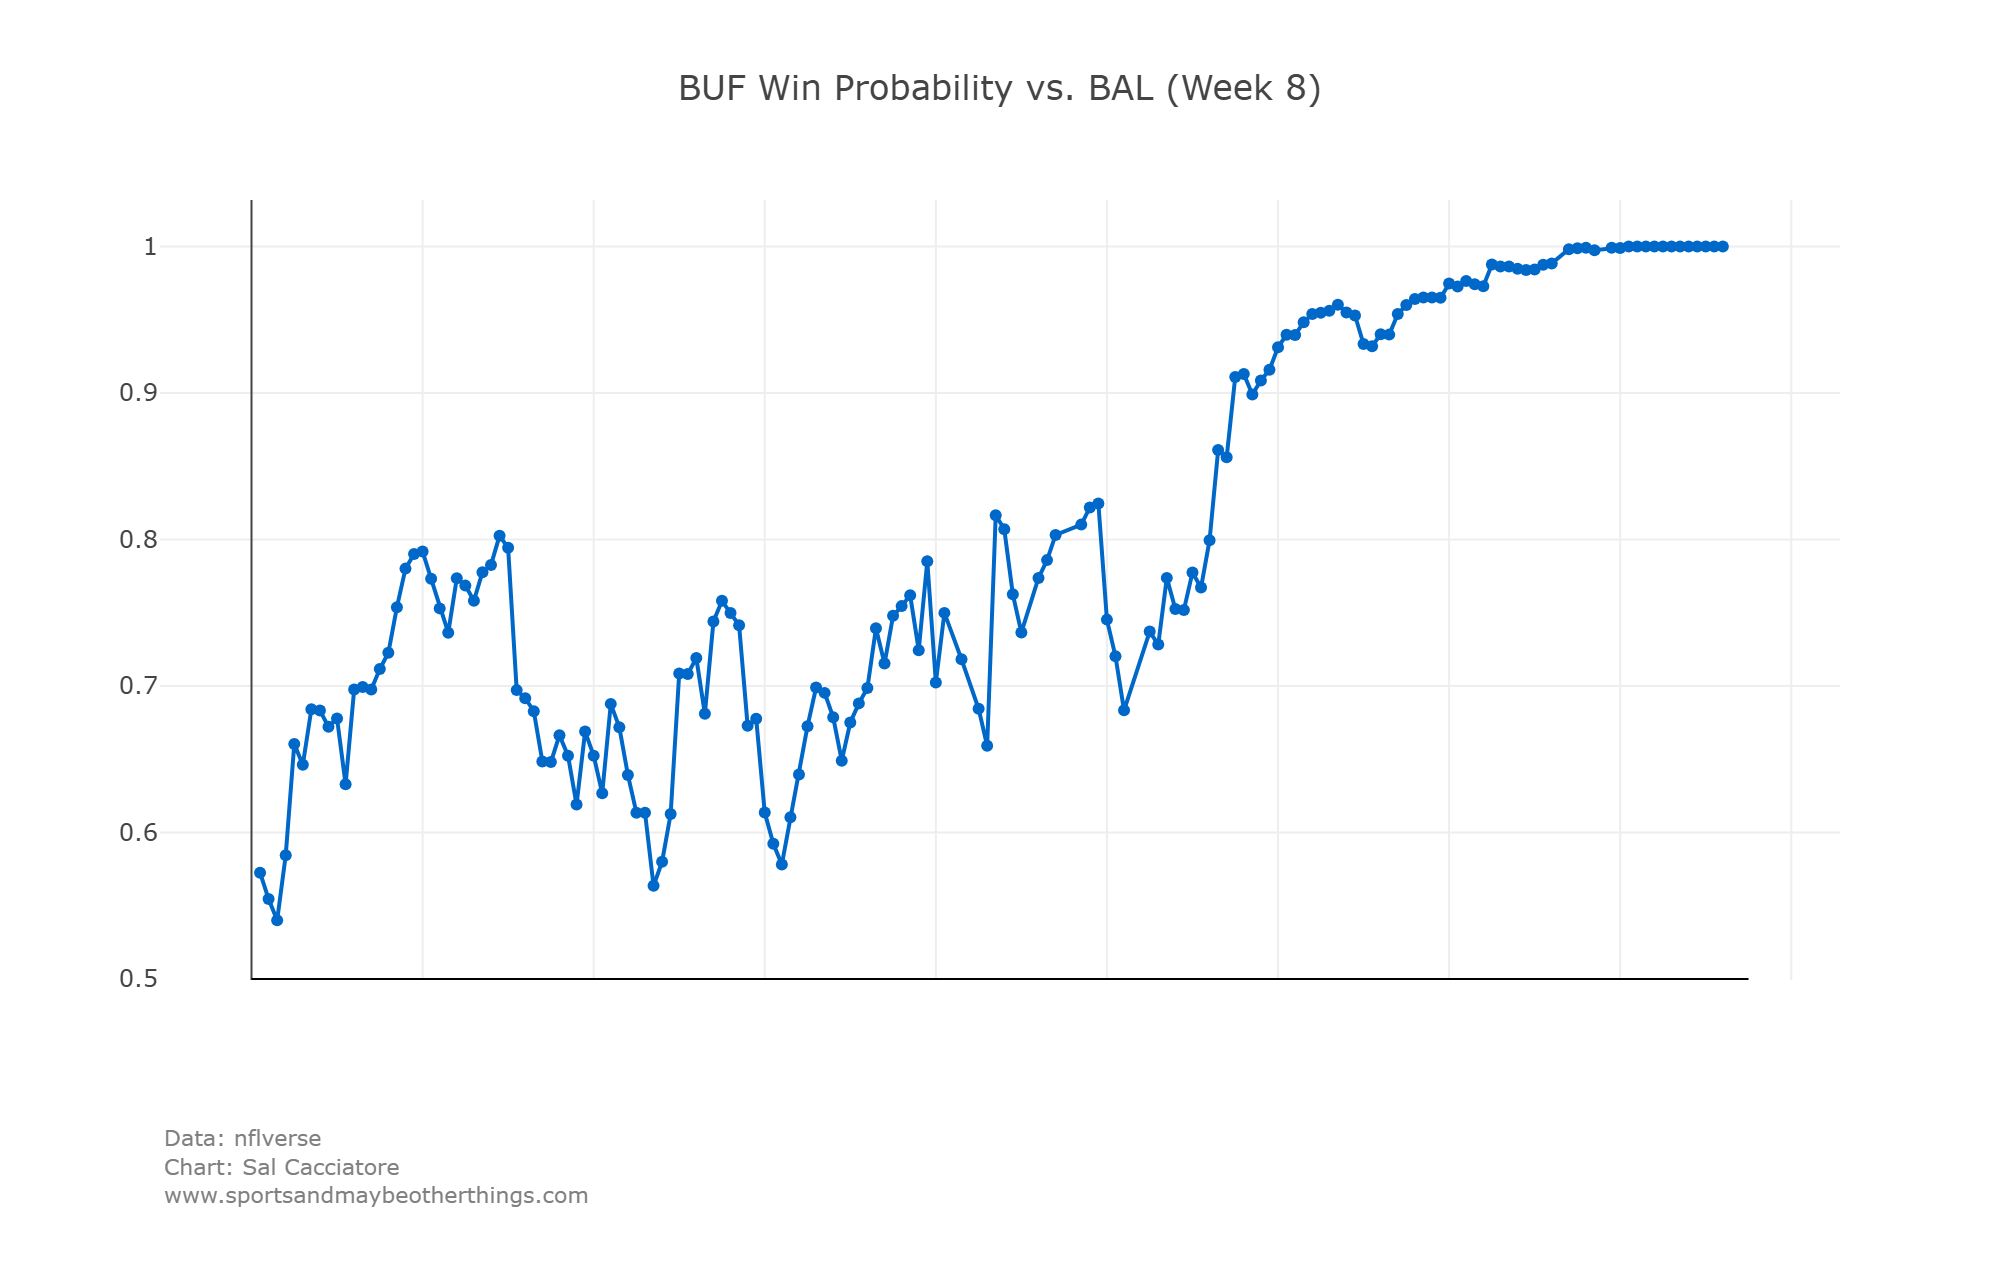 BUF Win Probability vs. BAL (Week 8)
1
0.9
0.8
0.7
0.6
0.5
Data: nflverse
Chart: Sal Cacciatore
www.sportsandmaybeotherthings.com